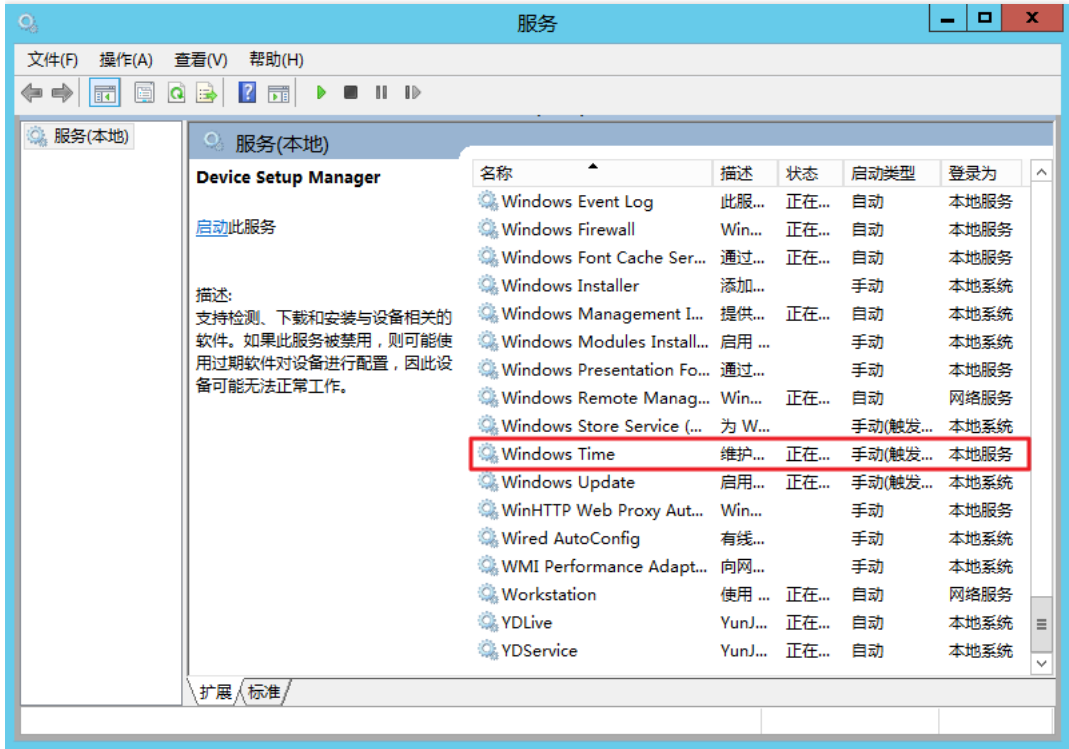 服务
文件(F) 操作(A) 查看(V) 帮助(H)
服务(本地)
服务(本地)
Device Setup Manager
启动此服务
描述:
支持检测、下载和安装与设备相关的
软件。如果此服务被禁用，则可能使
用过期软件对设备进行配置，因此设
备可能无法正常工作。
名称 描述 状态 启动类型 登录为
Windows Event Log 此服... 正在... 自动 本地服务
Windows Firewall Win... 正在... 自动 本地服务
Windows Font Cache Ser... 通过... 正在... 自动 本地服务
Windows Installer 添加... 手动 本地系统
Windows Management I... 提供... 正在... 自动 本地系统
Windows Modules Install... 启用 ... 手动 本地系统
Windows Presentation Fo... 通过... 手动 本地服务
Windows Remote Manag... Win... 正在... 自动 网络服务
Windows Store Service (... 为 W... 手动(触发... 本地系统
Windows Time 维护... 正在... 手动(触发... 本地服务
Windows Update 启用... 正在... 手动(触发... 本地系统
WinHTTP Web Proxy Aut... Win... 手动 本地服务
Wired AutoConfig 有线... 手动 本地系统
WMI Performance Adapt... 向网... 手动 本地系统
Workstation 使用 ... 正在... 自动 网络服务
YDLive YunJ... 正在... 自动 本地系统
YDService YunJ... 正在... 自动 本地系统
扩展 标准